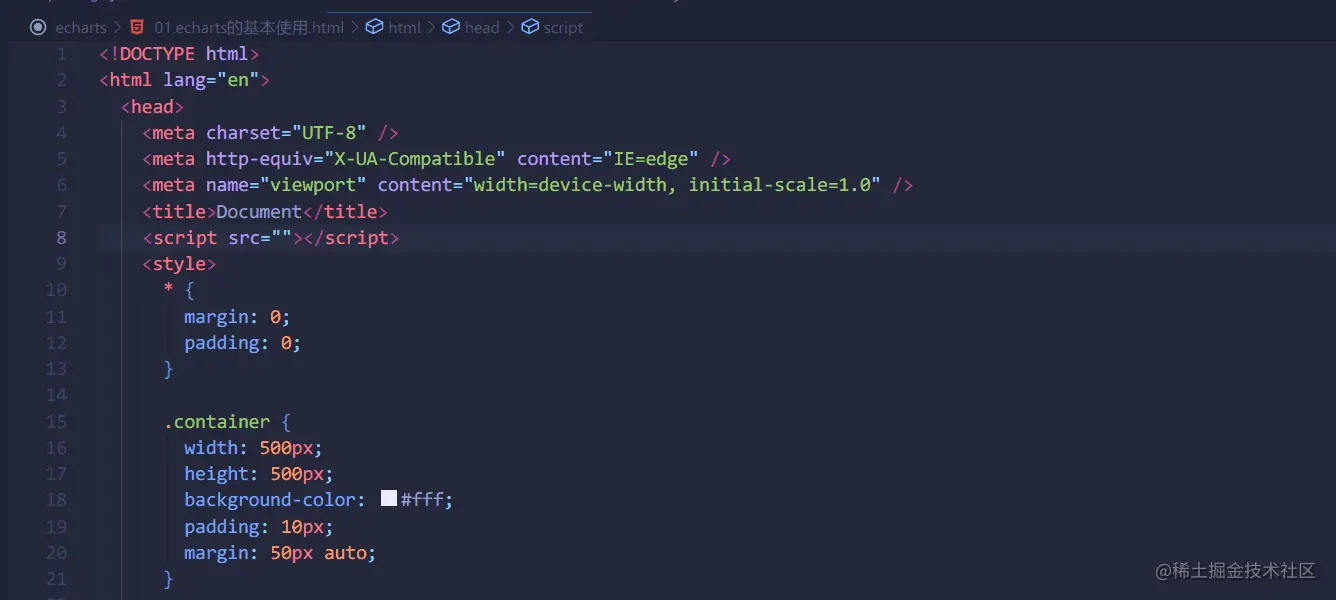 echarts > 01.echarts的基本使用.html > html > head > script
1 <!DOCTYPE html>
2 <html lang="en">
3 <head>
4 <meta charset="UTF-8" />
5 <meta http-equiv="X-UA-Compatible" content="IE=edge" />
6 <meta name="viewport" content="width=device-width, initial-scale=1.0" />
7 <title>Document</title>
8 <script src=""></script>
9 <style>
10 * {
11 margin: 0;
12 padding: 0;
13 }
14
15 .container {
16 width: 500px;
17 height: 500px;
18 background-color: #fff;
19 padding: 10px;
20 margin: 50px auto;
21 }
@稀土掘金技术社区